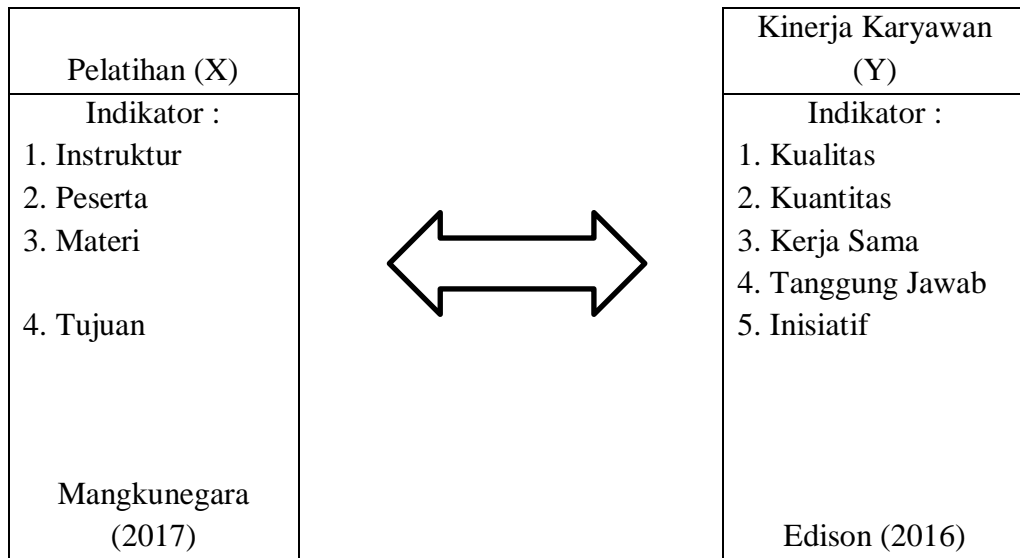 Pelatihan (X)
Indikator :
1. Instruktur
2. Peserta
3. Materi
4. Tujuan
Mangkunegara
(2017)
Kinerja Karyawan
(Y)
Indikator :
1. Kualitas
2. Kuantitas
3. Kerja Sama
4. Tanggung Jawab
5. Inisiatif
Edison (2016)